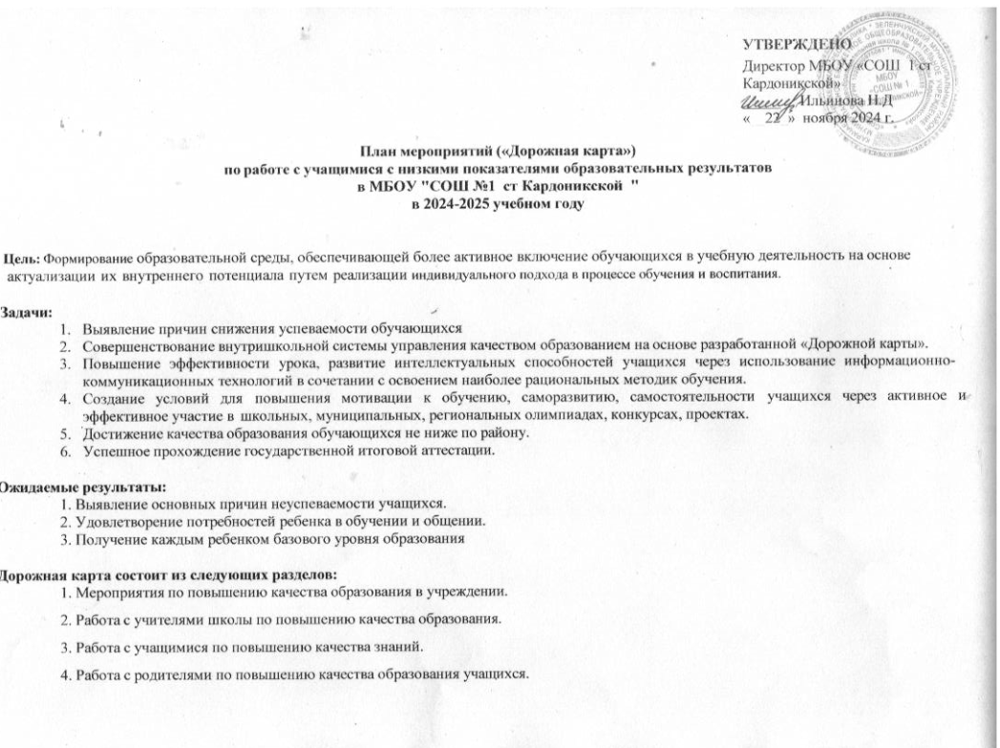 УТВЕРЖДЕНО
Директор МБОУ «СОШ 1 ст
Кардоникской»
Ильинова Н.Д
« 22 » ноября 2024 г.
МБОУ
«СОШ № 1
План мероприятий («Дорожная карта»)
по работе с учащимися с низкими показателями образовательных результатов
в МБОУ "СОШ №1 ст Кардоникской "
в 2024-2025 учебном году
Цель: Формирование образовательной среды, обеспечивающей более активное включение обучающихся в учебную деятельность на основе
актуализации их внутреннего потенциала путем реализации индивидуального подхода в процессе обучения и воспитания.
Задачи:
1. Выявление причин снижения успеваемости обучающихся
2. Совершенствование внутришкольной системы управления качеством образованием на основе разработанной «Дорожной карты».
3. Повышение эффективности урока, развитие интеллектуальных способностей учащихся через использование информационно-
коммуникационных технологий в сочетании с освоением наиболее рациональных методик обучения.
4. Создание условий для повышения мотивации к обучению, саморазвитию, самостоятельности учащихся через активное и
эффективное участие в школьных, муниципальных, региональных олимпиадах, конкурсах, проектах.
5. Достижение качества образования обучающихся не ниже по району.
6. Успешное прохождение государственной итоговой аттестации.
Ожидаемые результаты:
1. Выявление основных причин неуспеваемости учащихся.
2. Удовлетворение потребностей ребенка в обучении и общении.
3. Получение каждым ребенком базового уровня образования
Дорожная карта состоит из следующих разделов:
1. Мероприятия по повышению качества образования в учреждении.
2. Работа с учителями школы по повышению качества образования.
3. Работа с учащимися по повышению качества знаний.
4. Работа с родителями по повышению качества образования учащихся.